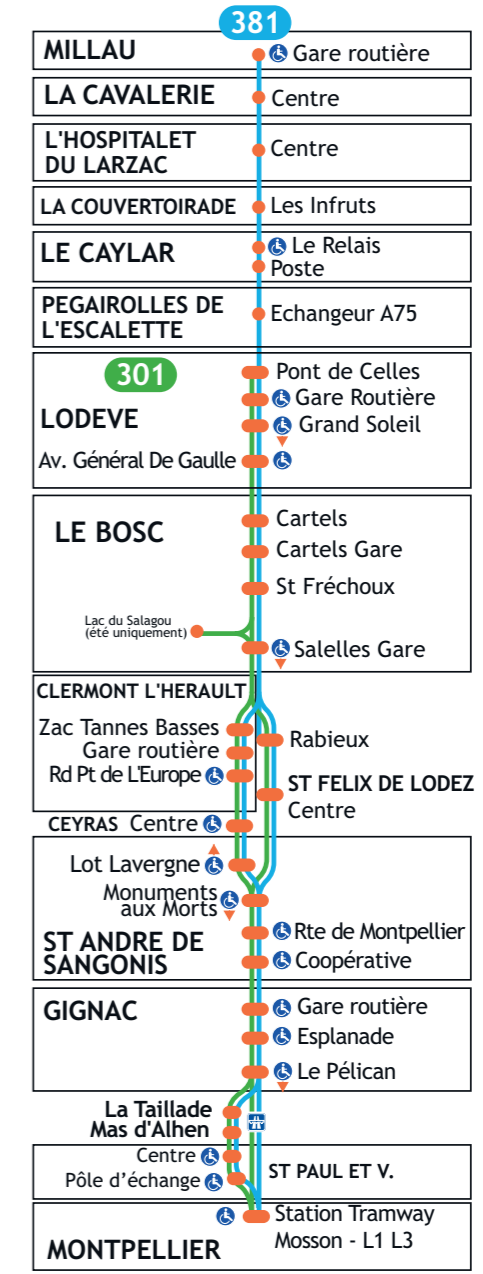 381
MILLAU
Gare routière
LA CAVALERIE
Centre
L'HOSPITALET
DU LARZAC
Centre
LA COUVERTOIRADE
Les Infruts
LE CAYLAR
Le Relais
Poste
PEGAIROLLES DE
L'ESCALETTE
Echangeur A75
301
LODEVE
Pont de Celles
Gare Routière
Grand Soleil
Av. Général De Gaulle
LE BOSC
Cartels
Cartels Gare
St Fréchoux
Lac du Salagou
(été uniquement)
Salelles Gare
CLERMONT L'HERAULT
Zac Tannes Basses
Gare routière
Rd Pt de L'Europe
Rabieux
ST FELIX DE LODEZ
Centre
CEYRAS Centre
Lot Lavergne
Monuments
aux Morts
ST ANDRE DE
SANGONIS
Rte de Montpellier
Coopérative
GIGNAC
Gare routière
Esplanade
Le Pélican
La Taillade
Mas d'Alhen
Centre
Pôle d'échange
ST PAUL ET V.
MONTPELLIER
Station Tramway
Mosson - L1 L3